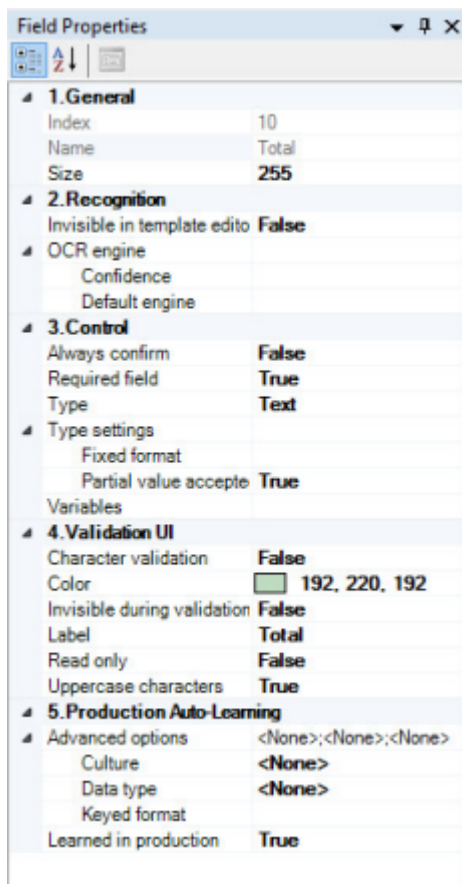 Field Properties
1.General
Index 10
Name Total
Size 255
2.Recognition
Invisible in template edito False
OCR engine
Confidence
Default engine
3.Control
Always confirm False
Required field True
Type Text
Type settings
Fixed format
Partial value accepte True
Variables
4.Validation UI
Character validation False
Color 192, 220, 192
Invisible during validation False
Label Total
Read only False
Uppercase characters True
5.Production Auto-Learning
Advanced options <None>;<None>;<None>
Culture <None>
Data type <None>
Keyed format
Learned in production True